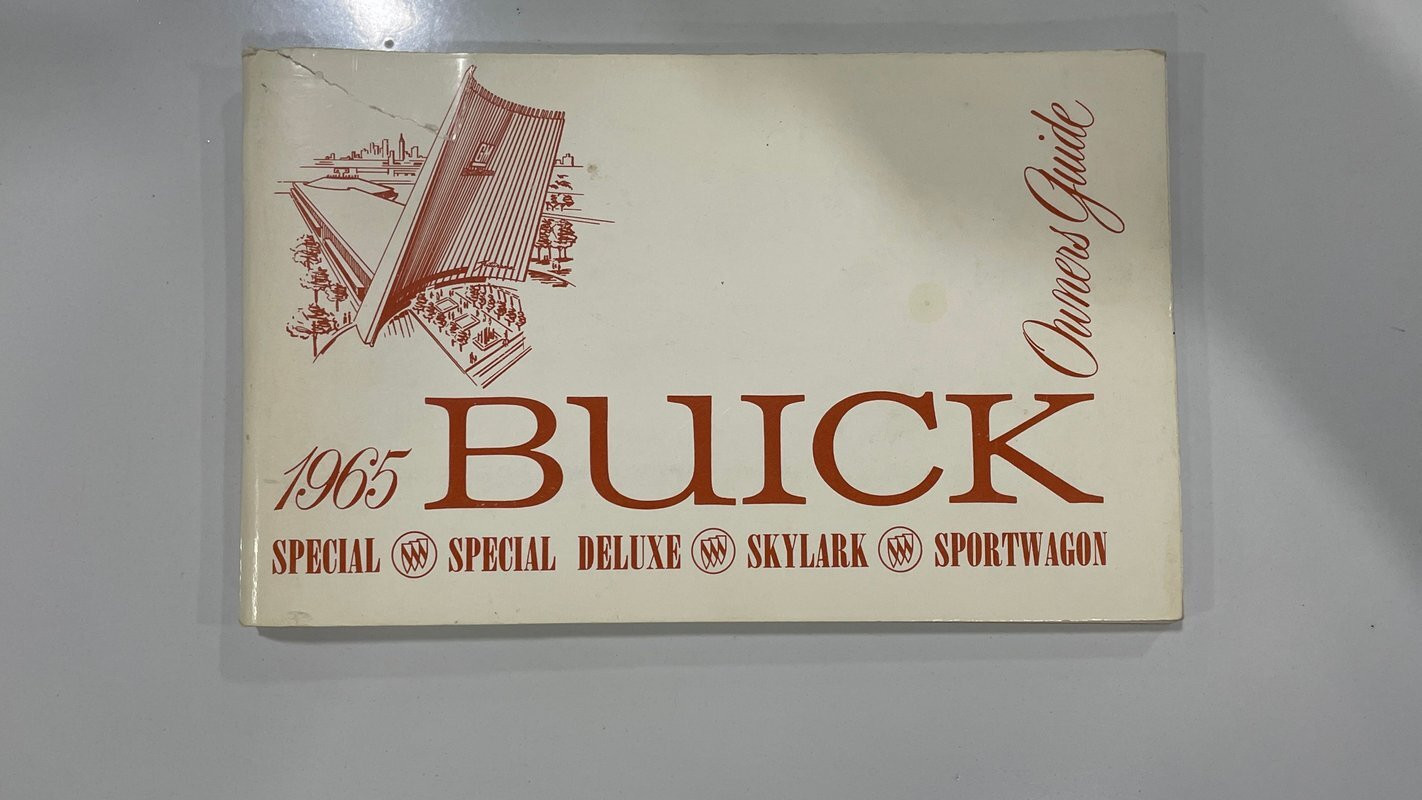 Owners Guide
1965 BUICK
SPECIAL SPECIAL DELUXE SKYLARK SPORTWAGON